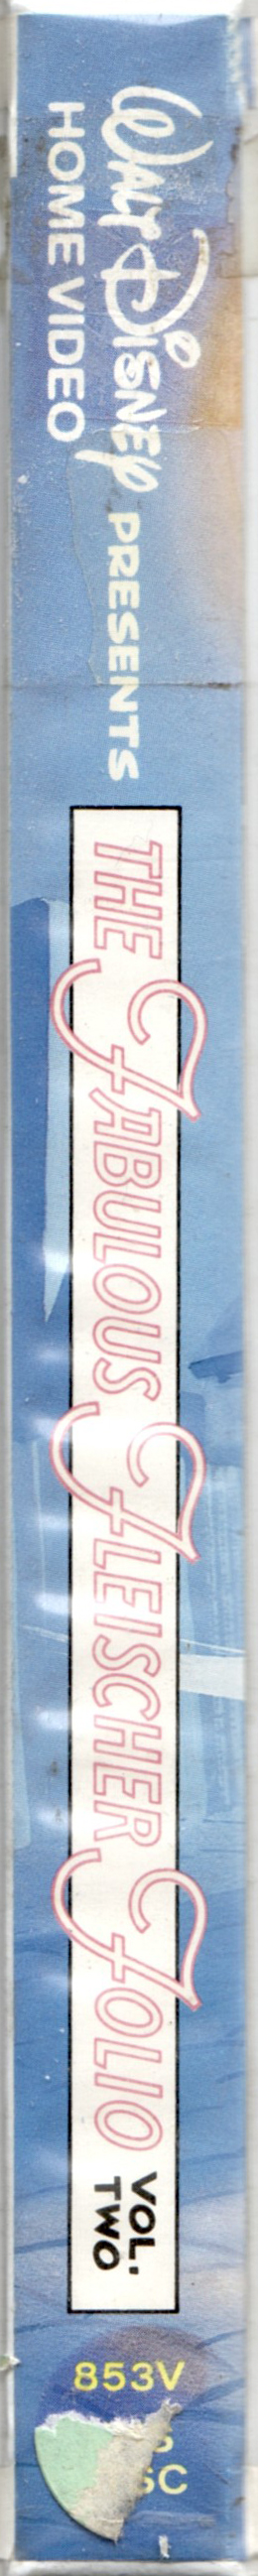 WALT DISNEY
HOME VIDEO
PRESENTS
THE FABULOUS FLEISCHER FOLIO
VOL.
TWO
853V